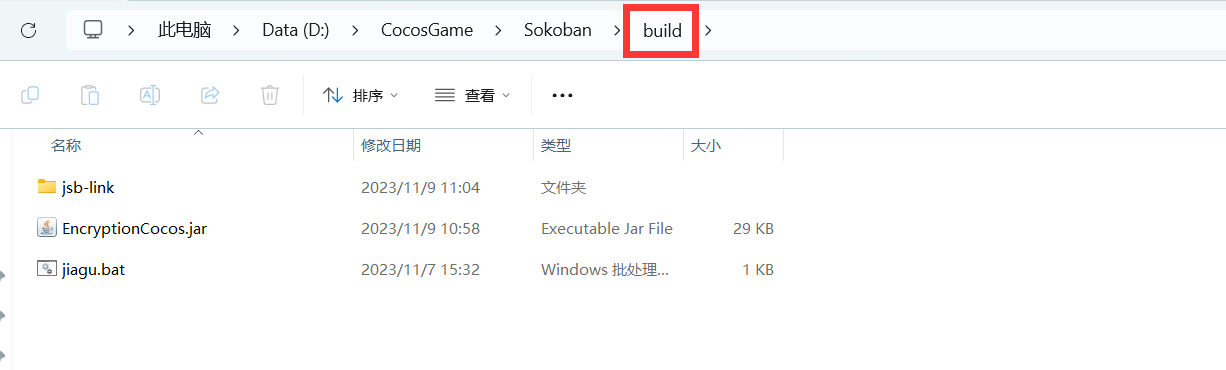 此电脑 > Data (D:) > CocosGame > Sokoban > build >
排序 查看 •••
名称 修改日期 类型 大小
jsb-link 2023/11/9 11:04 文件夹
EncryptionCocos.jar 2023/11/9 10:58 Executable Jar File 29 KB
jiagu.bat 2023/11/7 15:32 Windows 批处理... 1 KB